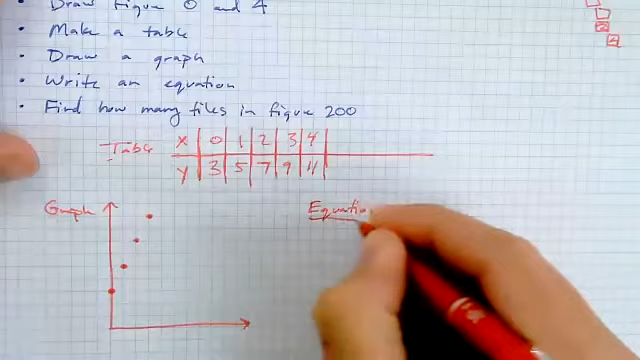 • Draw figure 0 and 4
• Make a table
• Draw a graph
• Write an equation
• Find how many tiles in figure 200
Table X 0 1 2 3 4
Y 3 5 7 9 11
Graph
Equatio